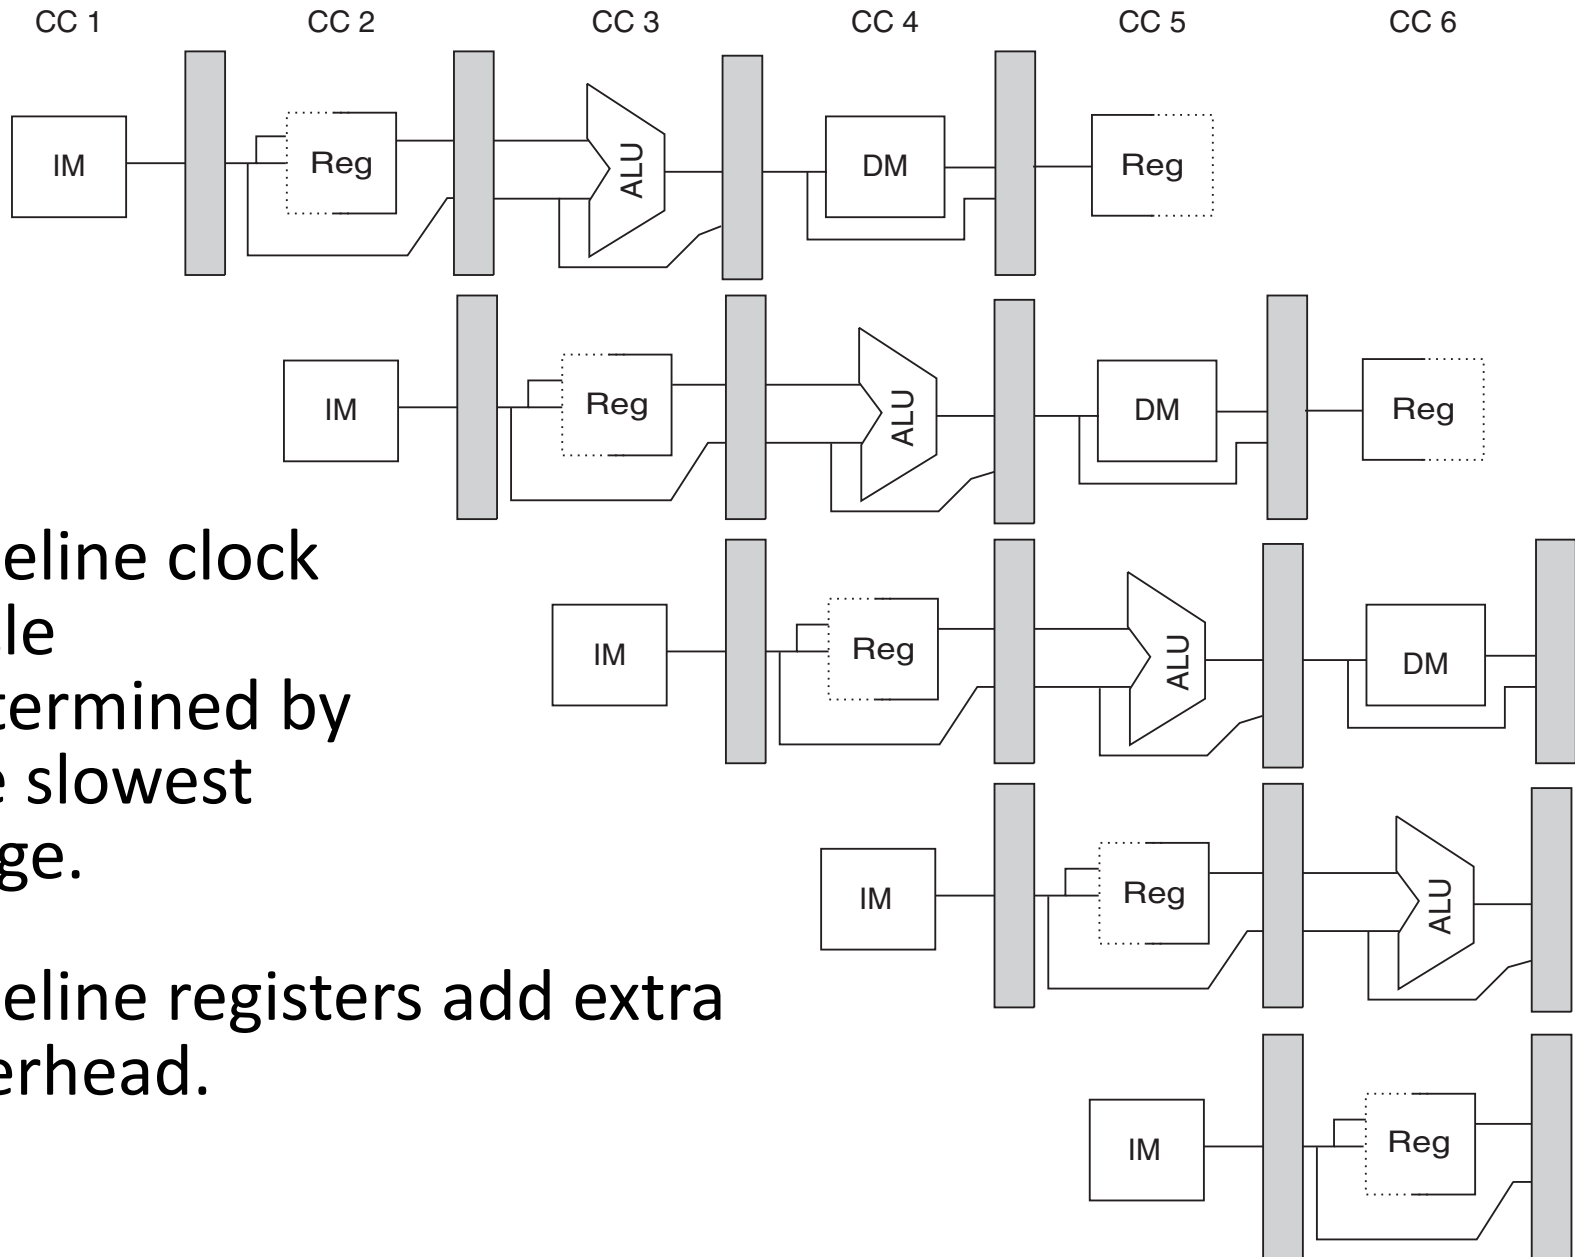 CC 1 CC 2 CC 3 CC 4 CC 5 CC 6
IM Reg ALU DM Reg
IM Reg ALU DM Reg
eline clock
le
IM Reg ALU DM
termined by
e slowest
ge.
IM Reg ALU
eline registers add extra
erhead.
IM Reg